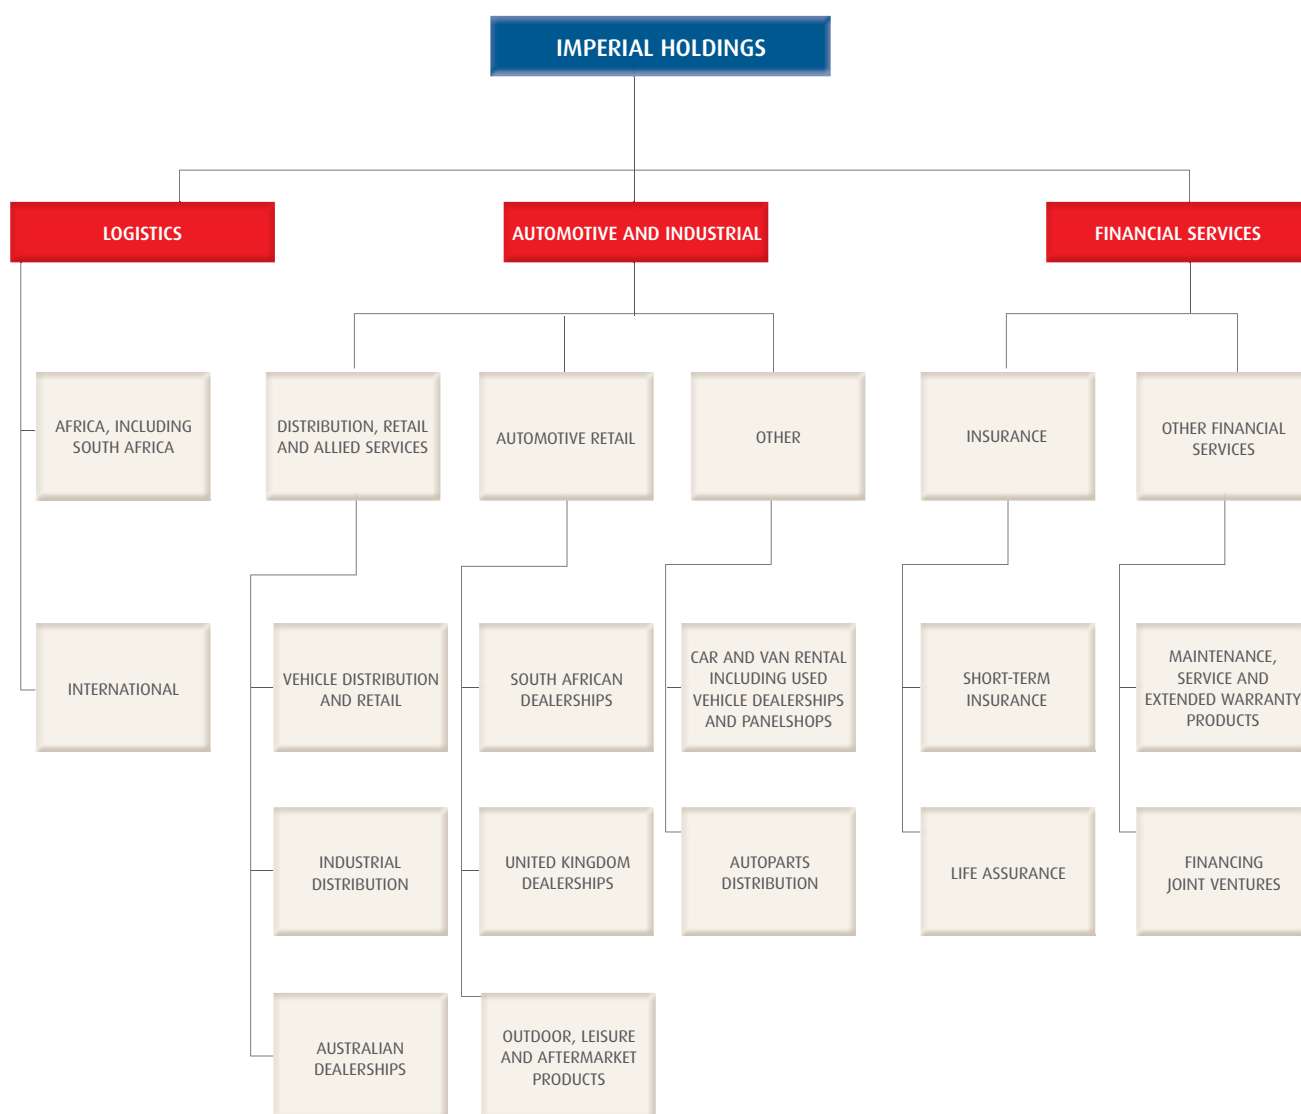 IMPERIAL HOLDINGS
LOGISTICS
AUTOMOTIVE AND INDUSTRIAL
FINANCIAL SERVICES
AFRICA, INCLUDING
SOUTH AFRICA
DISTRIBUTION, RETAIL
AND ALLIED SERVICES
AUTOMOTIVE RETAIL
OTHER
INSURANCE
OTHER FINANCIAL
SERVICES
INTERNATIONAL
VEHICLE DISTRIBUTION
AND RETAIL
SOUTH AFRICAN
DEALERSHIPS
CAR AND VAN RENTAL
INCLUDING USED
VEHICLE DEALERSHIPS
AND PANELSHOPS
SHORT-TERM
INSURANCE
MAINTENANCE,
SERVICE AND
EXTENDED WARRANTY
PRODUCTS
INDUSTRIAL
DISTRIBUTION
UNITED KINGDOM
DEALERSHIPS
AUTOPARTS
DISTRIBUTION
LIFE ASSURANCE
FINANCING
JOINT VENTURES
AUSTRALIAN
DEALERSHIPS
OUTDOOR, LEISURE
AND AFTERMARKET
PRODUCTS